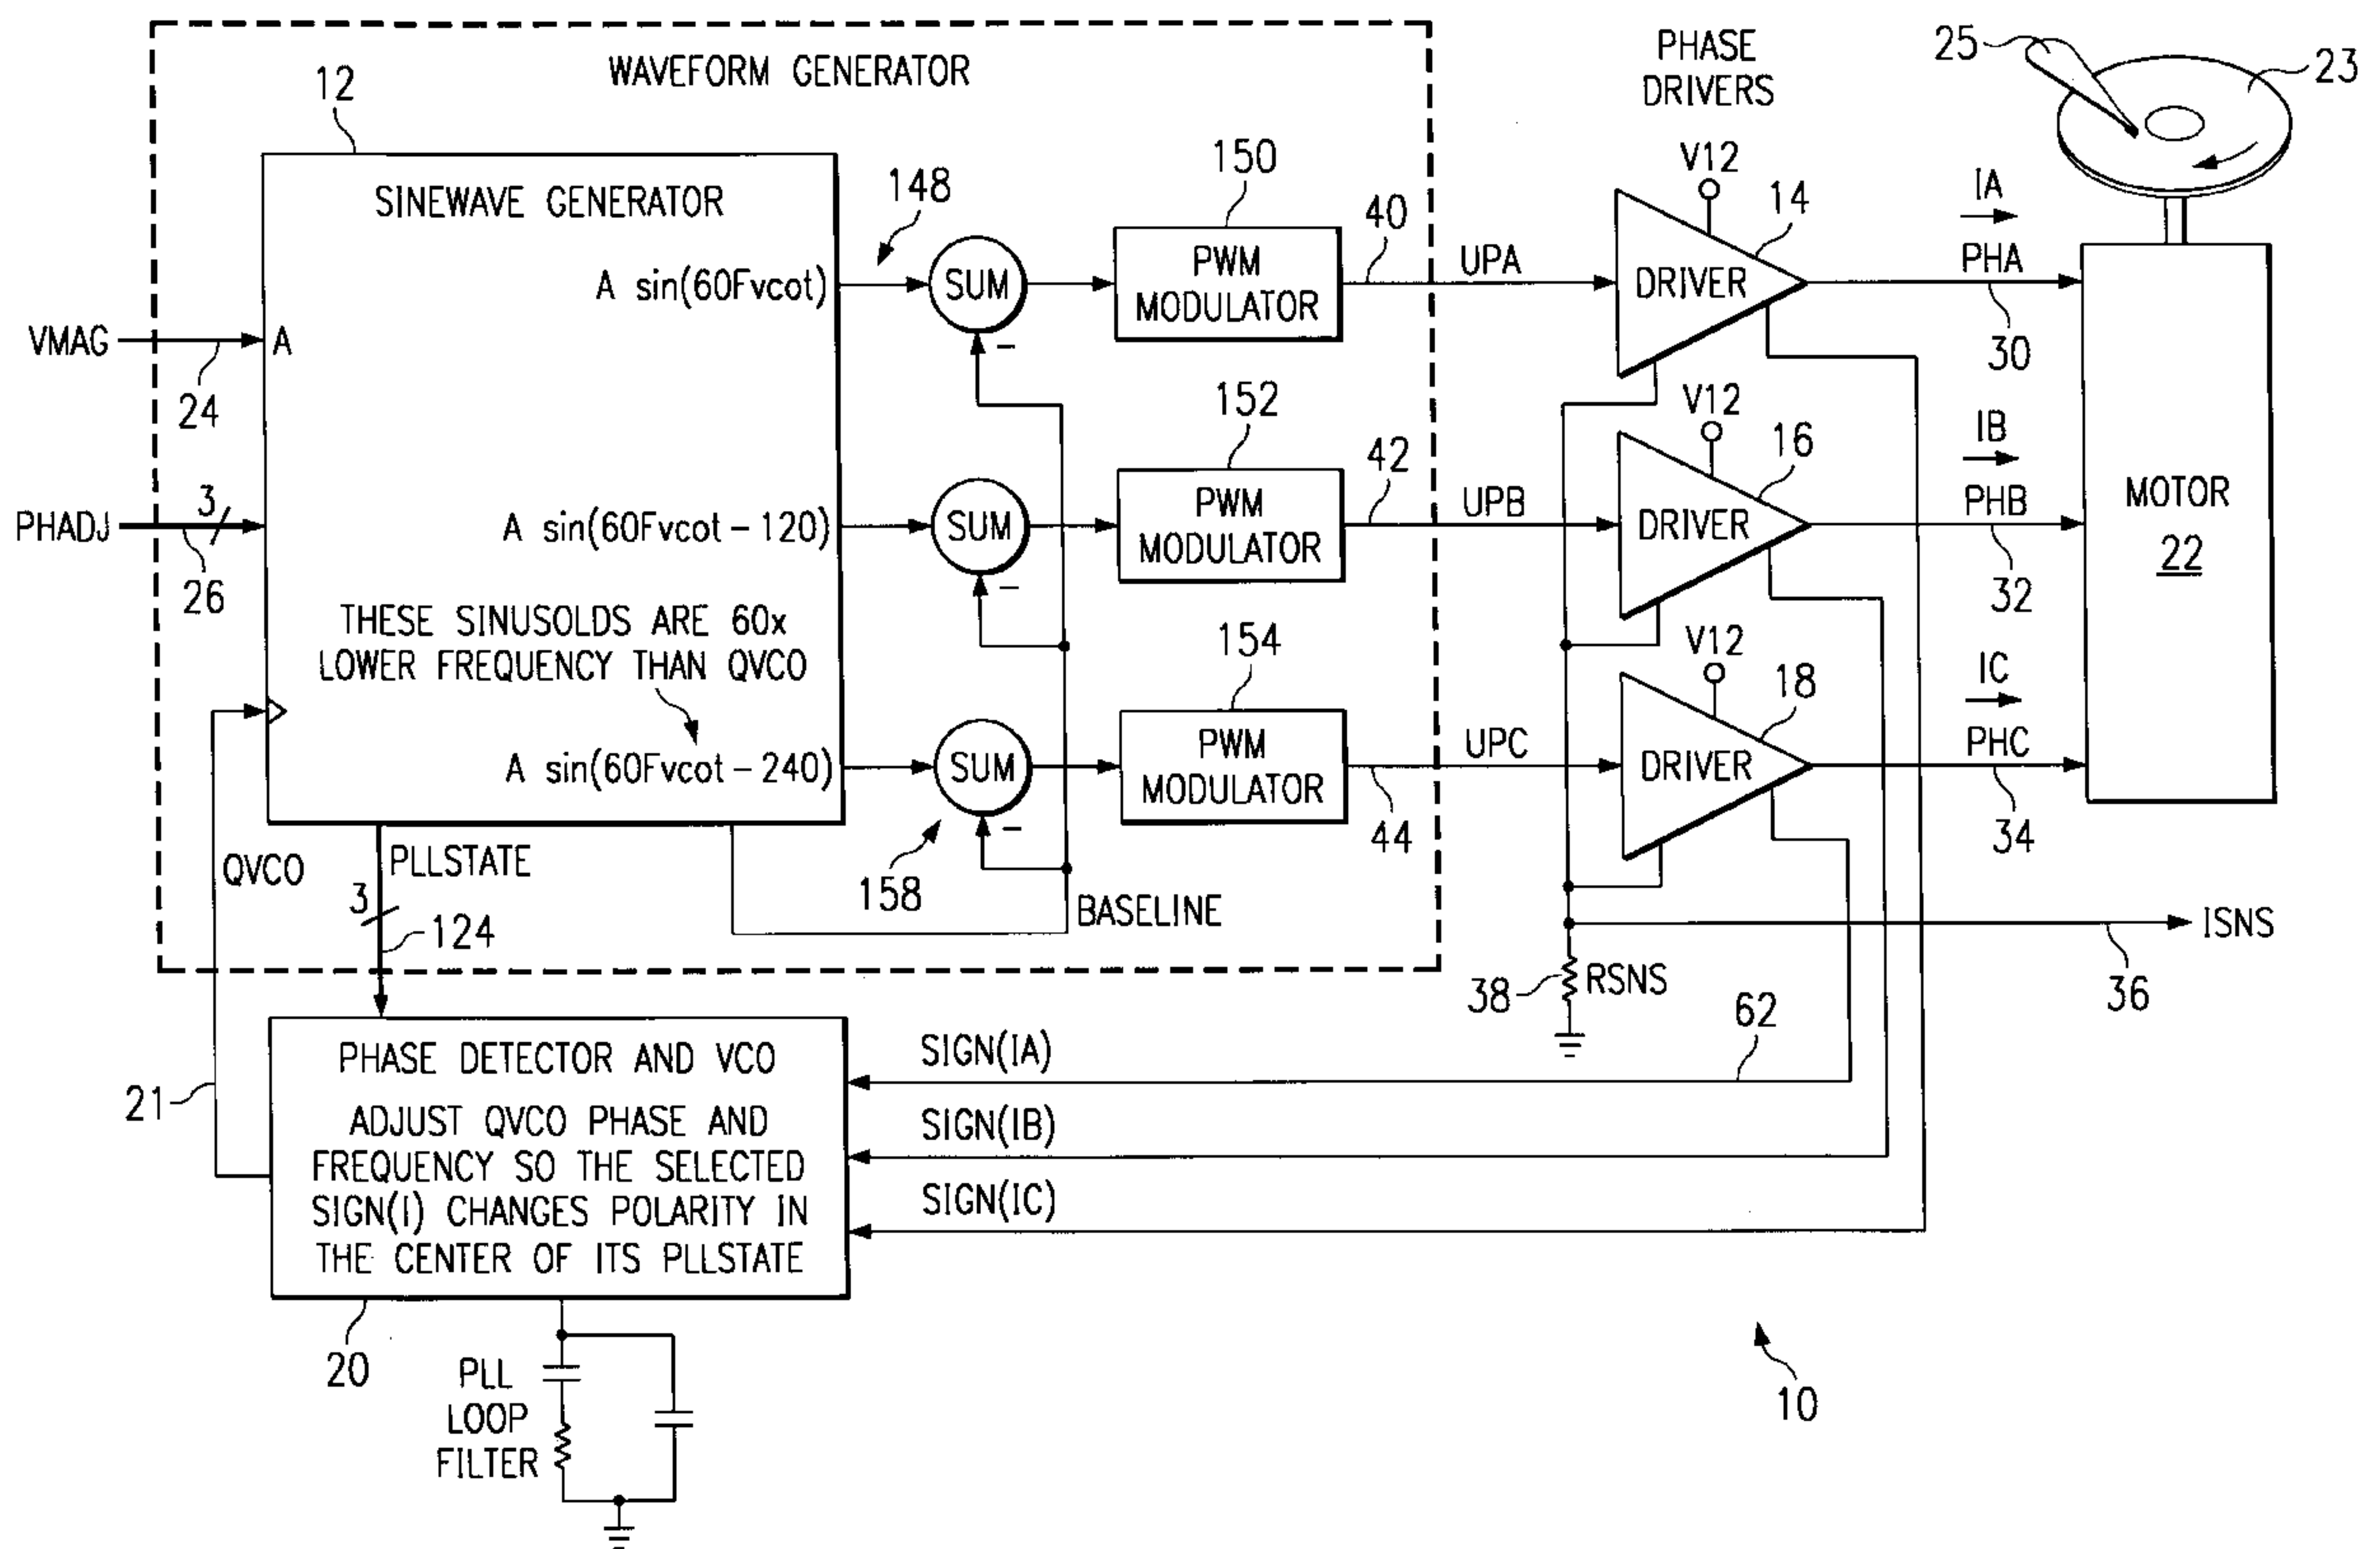 WAVEFORM GENERATOR
PHASE
DRIVERS
25
23
12
SINEWAVE GENERATOR
148
150
40
V12
14
IA
A sin(60Fvcot)
SUM
PWM
MODULATOR
UPA
DRIVER
PHA
30
VMAG
A
24
–
152
42
V12
16
IB
3
PHADJ
26
A sin(60Fvcot – 120)
SUM
PWM
MODULATOR
UPB
DRIVER
PHB
32
MOTOR
22
–
THESE SINUSOLDS ARE 60x
LOWER FREQUENCY THAN QVCO
154
V12
18
IC
A sin(60Fvcot – 240)
SUM
PWM
MODULATOR
44
UPC
DRIVER
PHC
34
–
QVCO
PLLSTATE
3
124
158
BASELINE
ISNS
36
38
RSNS
62
21
PHASE DETECTOR AND VCO
ADJUST QVCO PHASE AND
FREQUENCY SO THE SELECTED
SIGN(I) CHANGES POLARITY IN
THE CENTER OF ITS PLLSTATE
SIGN(IA)
SIGN(IB)
SIGN(IC)
20
PLL
LOOP
FILTER
10